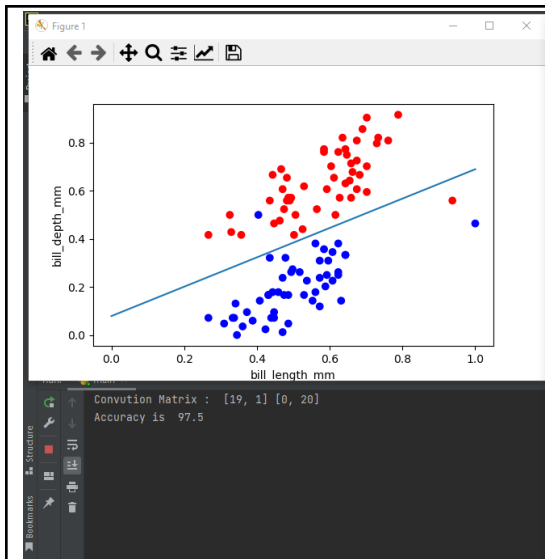 Figure 1
0.8
0.6
0.4
0.2
0.0
bill_depth_mm
0.0 0.2 0.4 0.6 0.8 1.0
bill_length_mm
Convution Matrix : [19, 1] [0, 20]
Accuracy is 97.5
Structure
Bookmarks